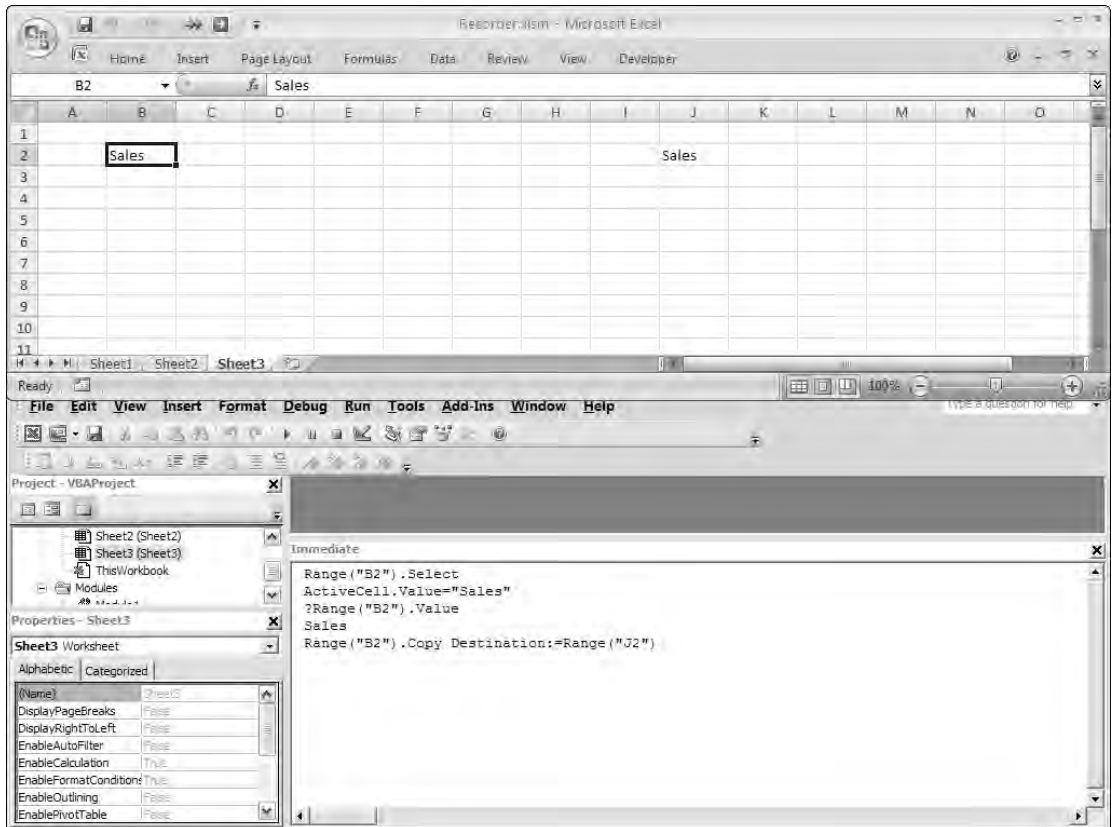 Recorder.xlsm - Microsoft Excel
Home Insert Page Layout Formulas Data Review View Developer
B2 fx Sales
A B C D E F G H I J K L M N O
1
2 Sales Sales
3
4
5
6
7
8
9
10
11
Sheet1 Sheet2 Sheet3
Ready 100%
File Edit View Insert Format Debug Run Tools Add-Ins Window Help
Type a question for help
Project - VBAProject
Sheet2 (Sheet2)
Sheet3 (Sheet3)
ThisWorkbook
Modules
Properties - Sheet3
Sheet3 Worksheet
Alphabetic Categorized
(Name) Sheet3
DisplayPageBreaks False
DisplayRightToLeft False
EnableAutoFilter False
EnableCalculation True
EnableFormatConditions True
EnableOutlining False
EnablePivotTable False
Immediate
Range("B2").Select
ActiveCell.Value="Sales"
?Range("B2").Value
Sales
Range("B2").Copy Destination:=Range("J2")